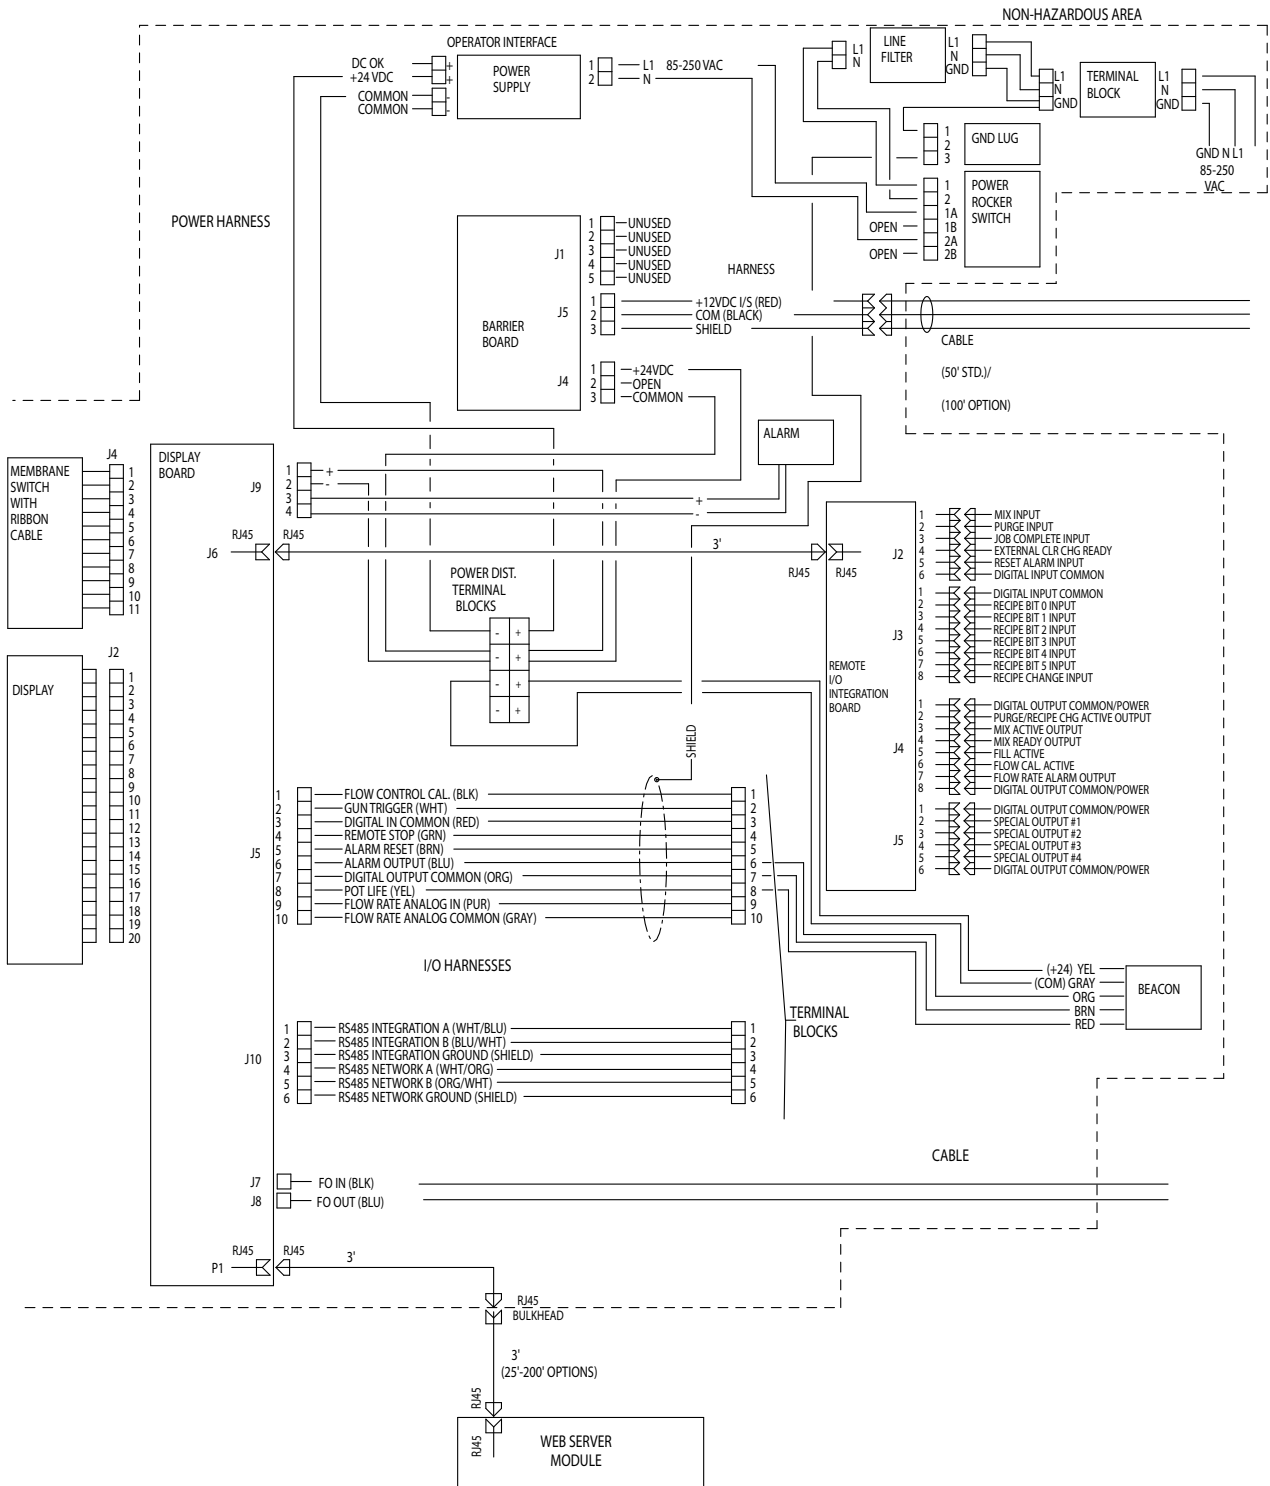 NON-HAZARDOUS AREA
OPERATOR INTERFACE
DC OK
+24 VDC
COMMON
COMMON
+
+
-
-
POWER
SUPPLY
1
2
L1 85-250 VAC
N
L1
N
LINE
FILTER
L1
N
GND
L1
N
GND
TERMINAL
BLOCK
L1
N
GND
GND N L1
85-250
VAC
1
2
3
GND LUG
1
2
1A
1B
2A
2B
OPEN
OPEN
POWER
ROCKER
SWITCH
POWER HARNESS
BARRIER
BOARD
J1
1
2
3
4
5
UNUSED
UNUSED
UNUSED
UNUSED
UNUSED
HARNESS
J5
1
2
3
+12VDC I/S (RED)
COM (BLACK)
SHIELD
CABLE
(50' STD.)/
(100' OPTION)
J4
1
2
3
+24VDC
OPEN
COMMON
ALARM
MEMBRANE
SWITCH
WITH
RIBBON
CABLE
J4
1
2
3
4
5
6
7
8
9
10
11
DISPLAY
BOARD
J9
1
2
3
4
+
-
+
-
J6
RJ45
RJ45
3'
RJ45
RJ45
POWER DIST.
TERMINAL
BLOCKS
- +
- +
- +
- +
SHIELD
REMOTE
I/O
INTEGRATION
BOARD
J2
1 MIX INPUT
2 PURGE INPUT
3 JOB COMPLETE INPUT
4 EXTERNAL CLR CHG READY
5 RESET ALARM INPUT
6 DIGITAL INPUT COMMON
J3
1 DIGITAL INPUT COMMON
2 RECIPE BIT 0 INPUT
3 RECIPE BIT 1 INPUT
4 RECIPE BIT 2 INPUT
5 RECIPE BIT 3 INPUT
6 RECIPE BIT 4 INPUT
7 RECIPE BIT 5 INPUT
8 RECIPE CHANGE INPUT
J4
1 DIGITAL OUTPUT COMMON/POWER
2 PURGE/RECIPE CHG ACTIVE OUTPUT
3 MIX ACTIVE OUTPUT
4 MIX READY OUTPUT
5 FILL ACTIVE
6 FLOW CAL. ACTIVE
7 FLOW RATE ALARM OUTPUT
8 DIGITAL OUTPUT COMMON/POWER
J5
1 DIGITAL OUTPUT COMMON/POWER
2 SPECIAL OUTPUT #1
3 SPECIAL OUTPUT #2
4 SPECIAL OUTPUT #3
5 SPECIAL OUTPUT #4
6 DIGITAL OUTPUT COMMON/POWER
DISPLAY
J2
1
2
3
4
5
6
7
8
9
10
11
12
13
14
15
16
17
18
19
20
J5
1 FLOW CONTROL CAL. (BLK) 1
2 GUN TRIGGER (WHT) 2
3 DIGITAL IN COMMON (RED) 3
4 REMOTE STOP (GRN) 4
5 ALARM RESET (BRN) 5
6 ALARM OUTPUT (BLU) 6
7 DIGITAL OUTPUT COMMON (ORG) 7
8 POT LIFE (YEL) 8
9 FLOW RATE ANALOG IN (PUR) 9
10 FLOW RATE ANALOG COMMON (GRAY) 10
I/O HARNESSES
TERMINAL
BLOCKS
(+24) YEL
(COM) GRAY
ORG
BRN
RED
BEACON
J10
1 RS485 INTEGRATION A (WHT/BLU) 1
2 RS485 INTEGRATION B (BLU/WHT) 2
3 RS485 INTEGRATION GROUND (SHIELD) 3
4 RS485 NETWORK A (WHT/ORG) 4
5 RS485 NETWORK B (ORG/WHT) 5
6 RS485 NETWORK GROUND (SHIELD) 6
CABLE
J7 FO IN (BLK)
J8 FO OUT (BLU)
P1
RJ45
RJ45
3'
RJ45
BULKHEAD
3'
(25'-200' OPTIONS)
RJ45
RJ45
WEB SERVER
MODULE